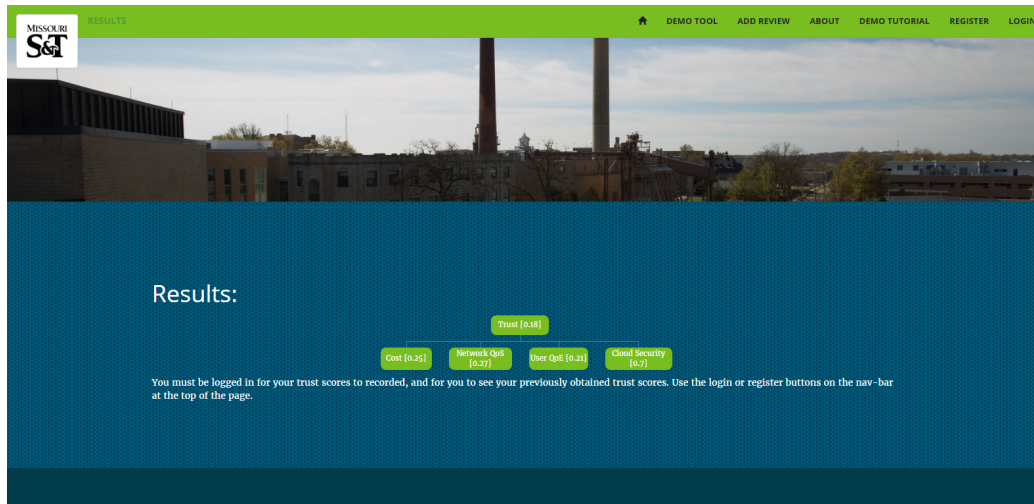 MISSOURI
S&T
RESULTS
DEMO TOOL
ADD REVIEW
ABOUT
DEMO TUTORIAL
REGISTER
LOGIN
Results:
Trust [0.18]
Cost [0.25]
Network QoS
[0.27]
User QoE [0.21]
Cloud Security
[0.7]
You must be logged in for your trust scores to recorded, and for you to see your previously obtained trust scores. Use the login or register buttons on the nav-bar
at the top of the page.